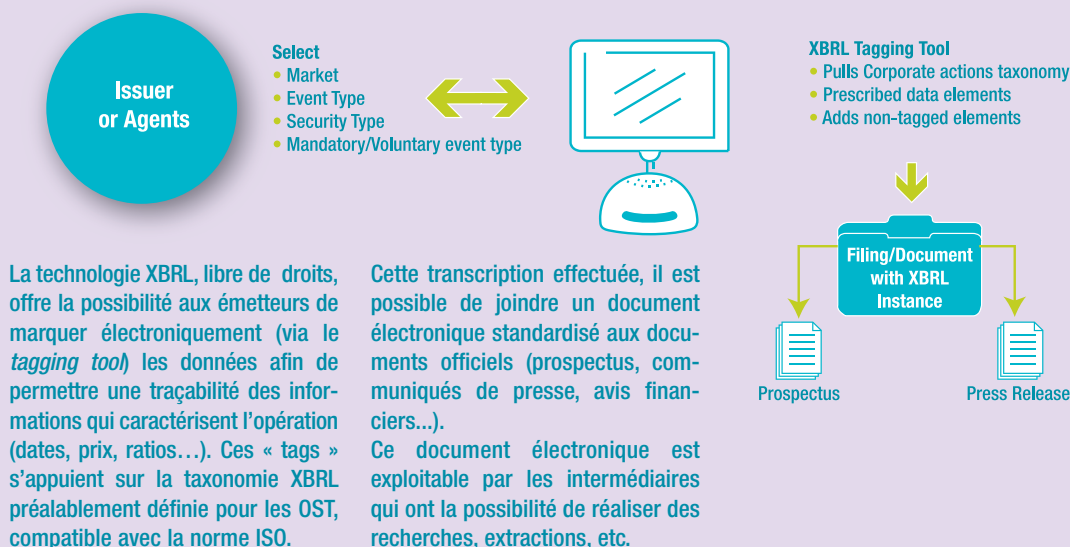 Issuer
or Agents
Select
• Market
• Event Type
• Security Type
• Mandatory/Voluntary event type
XBRL Tagging Tool
• Pulls Corporate actions taxonomy
• Prescribed data elements
• Adds non-tagged elements
Filing/Document
with XBRL
Instance
Prospectus
Press Release
La technologie XBRL, libre de droits,
offre la possibilité aux émetteurs de
marquer électroniquement (via le
tagging tool) les données afin de
permettre une traçabilité des infor-
mations qui caractérisent l’opération
(dates, prix, ratios…). Ces « tags »
s’appuient sur la taxonomie XBRL
préalablement définie pour les OST,
compatible avec la norme ISO.
Cette transcription effectuée, il est
possible de joindre un document
électronique standardisé aux docu-
ments officiels (prospectus, com-
muniqués de presse, avis finan-
ciers...).
Ce document électronique est
exploitable par les intermédiaires
qui ont la possibilité de réaliser des
recherches, extractions, etc.